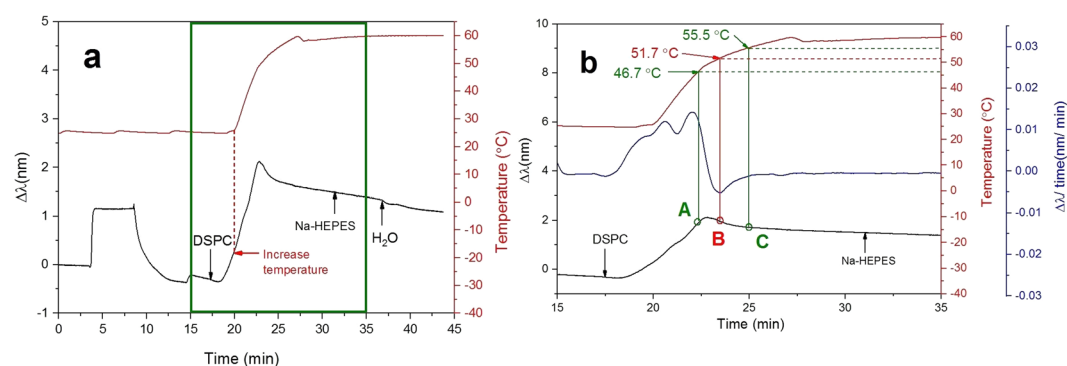 a
Δλ(nm)
5
4
3
2
1
0
-1
0
5
10
15
20
25
30
35
40
45
Time (min)
DSPC
Increase
temperature
Na-HEPES
H₂O
60
50
40
30
20
10
0
-10
-20
-30
-40
Temperature (°C)
b
Δλ(nm)
10
8
6
4
2
0
15
20
25
30
35
Time (min)
55.5 °C
51.7 °C
46.7 °C
A
B
C
DSPC
Na-HEPES
60
50
40
30
20
10
0
-10
-20
-30
-40
Temperature (°C)
0.03
0.02
0.01
0.00
-0.01
-0.02
-0.03
Δλ/ time(nm/ min)